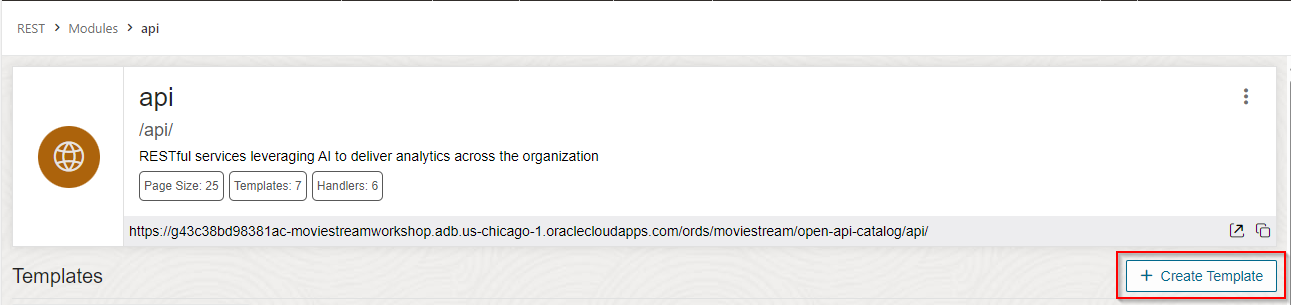 REST > Modules > api
api
/api/
RESTful services leveraging AI to deliver analytics across the organization
Page Size: 25 Templates: 7 Handlers: 6
https://g43c38bd98381ac-moviestreamworkshop.adb.us-chicago-1.oraclecloudapps.com/ords/moviestream/open-api-catalog/api/
Templates
+ Create Template